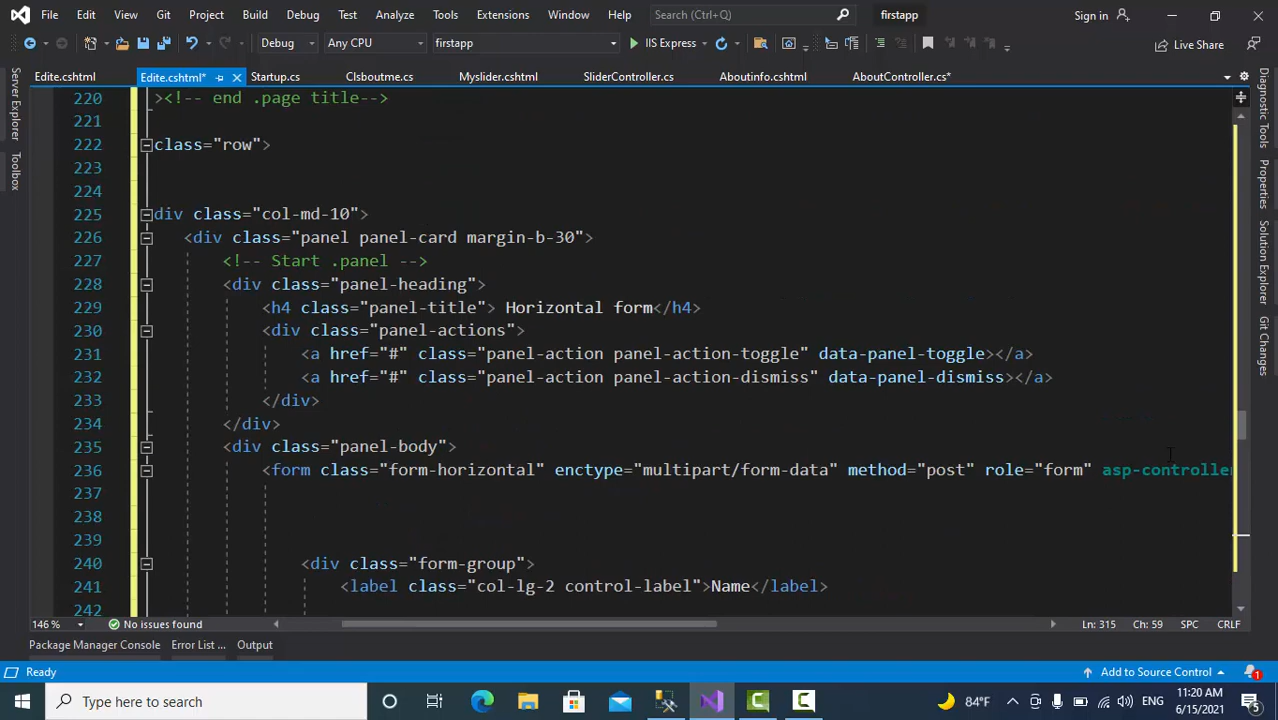 File Edit View Git Project Build Debug Test Analyze Tools Extensions Window Help Search (Ctrl+Q) firstapp Sign in
Debug Any CPU firstapp IIS Express Live Share
Edite.cshtml Edite.cshtml* Startup.cs Clsboutme.cs Myslider.cshtml SliderController.cs Aboutinfo.cshtml AboutController.cs*
Server Explorer
Toolbox
Diagnostic Tools
Properties
Solution Explorer
Git Changes
220 ><!-- end .page title-->
221
222 class="row">
223
224
225 div class="col-md-10">
226 <div class="panel panel-card margin-b-30">
227 <!-- Start .panel -->
228 <div class="panel-heading">
229 <h4 class="panel-title"> Horizontal form</h4>
230 <div class="panel-actions">
231 <a href="#" class="panel-action panel-action-toggle" data-panel-toggle></a>
232 <a href="#" class="panel-action panel-action-dismiss" data-panel-dismiss></a>
233 </div>
234 </div>
235 <div class="panel-body">
236 <form class="form-horizontal" enctype="multipart/form-data" method="post" role="form" asp-controller
237
238
239
240 <div class="form-group">
241 <label class="col-lg-2 control-label">Name</label>
242
146 % No issues found Ln: 315 Ch: 59 SPC CRLF
Package Manager Console Error List ... Output
Ready Add to Source Control 1
Type here to search 84°F ENG 11:20 AM 6/15/2021 5